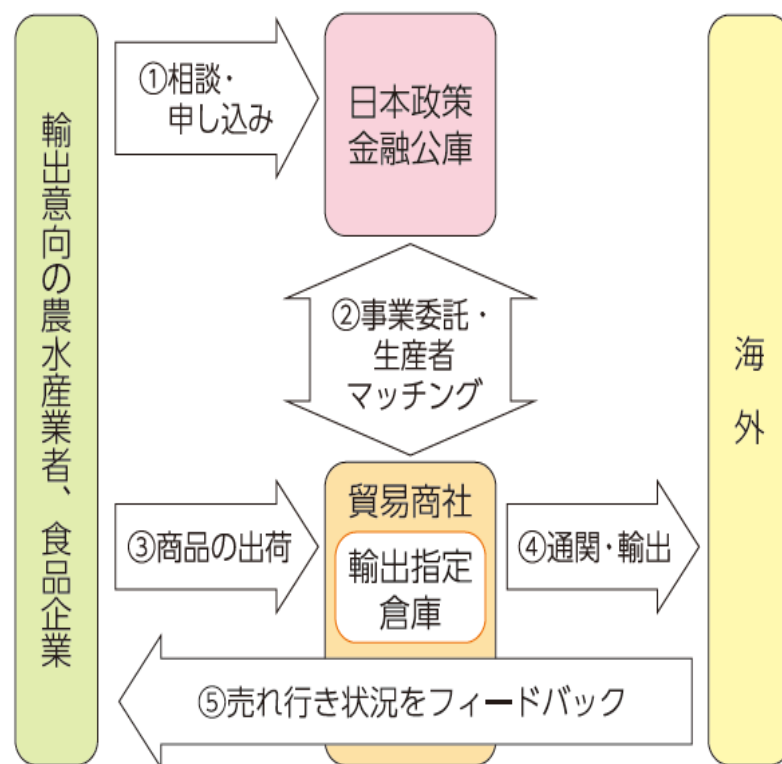 輸出意向の農水産業者、食品企業
①相談・
申し込み
日本政策
金融公庫
②事業委託・
生産者
マッチング
③商品の出荷
貿易商社
輸出指定
倉庫
④通関・輸出
海外
⑤売れ行き状況をフィードバック